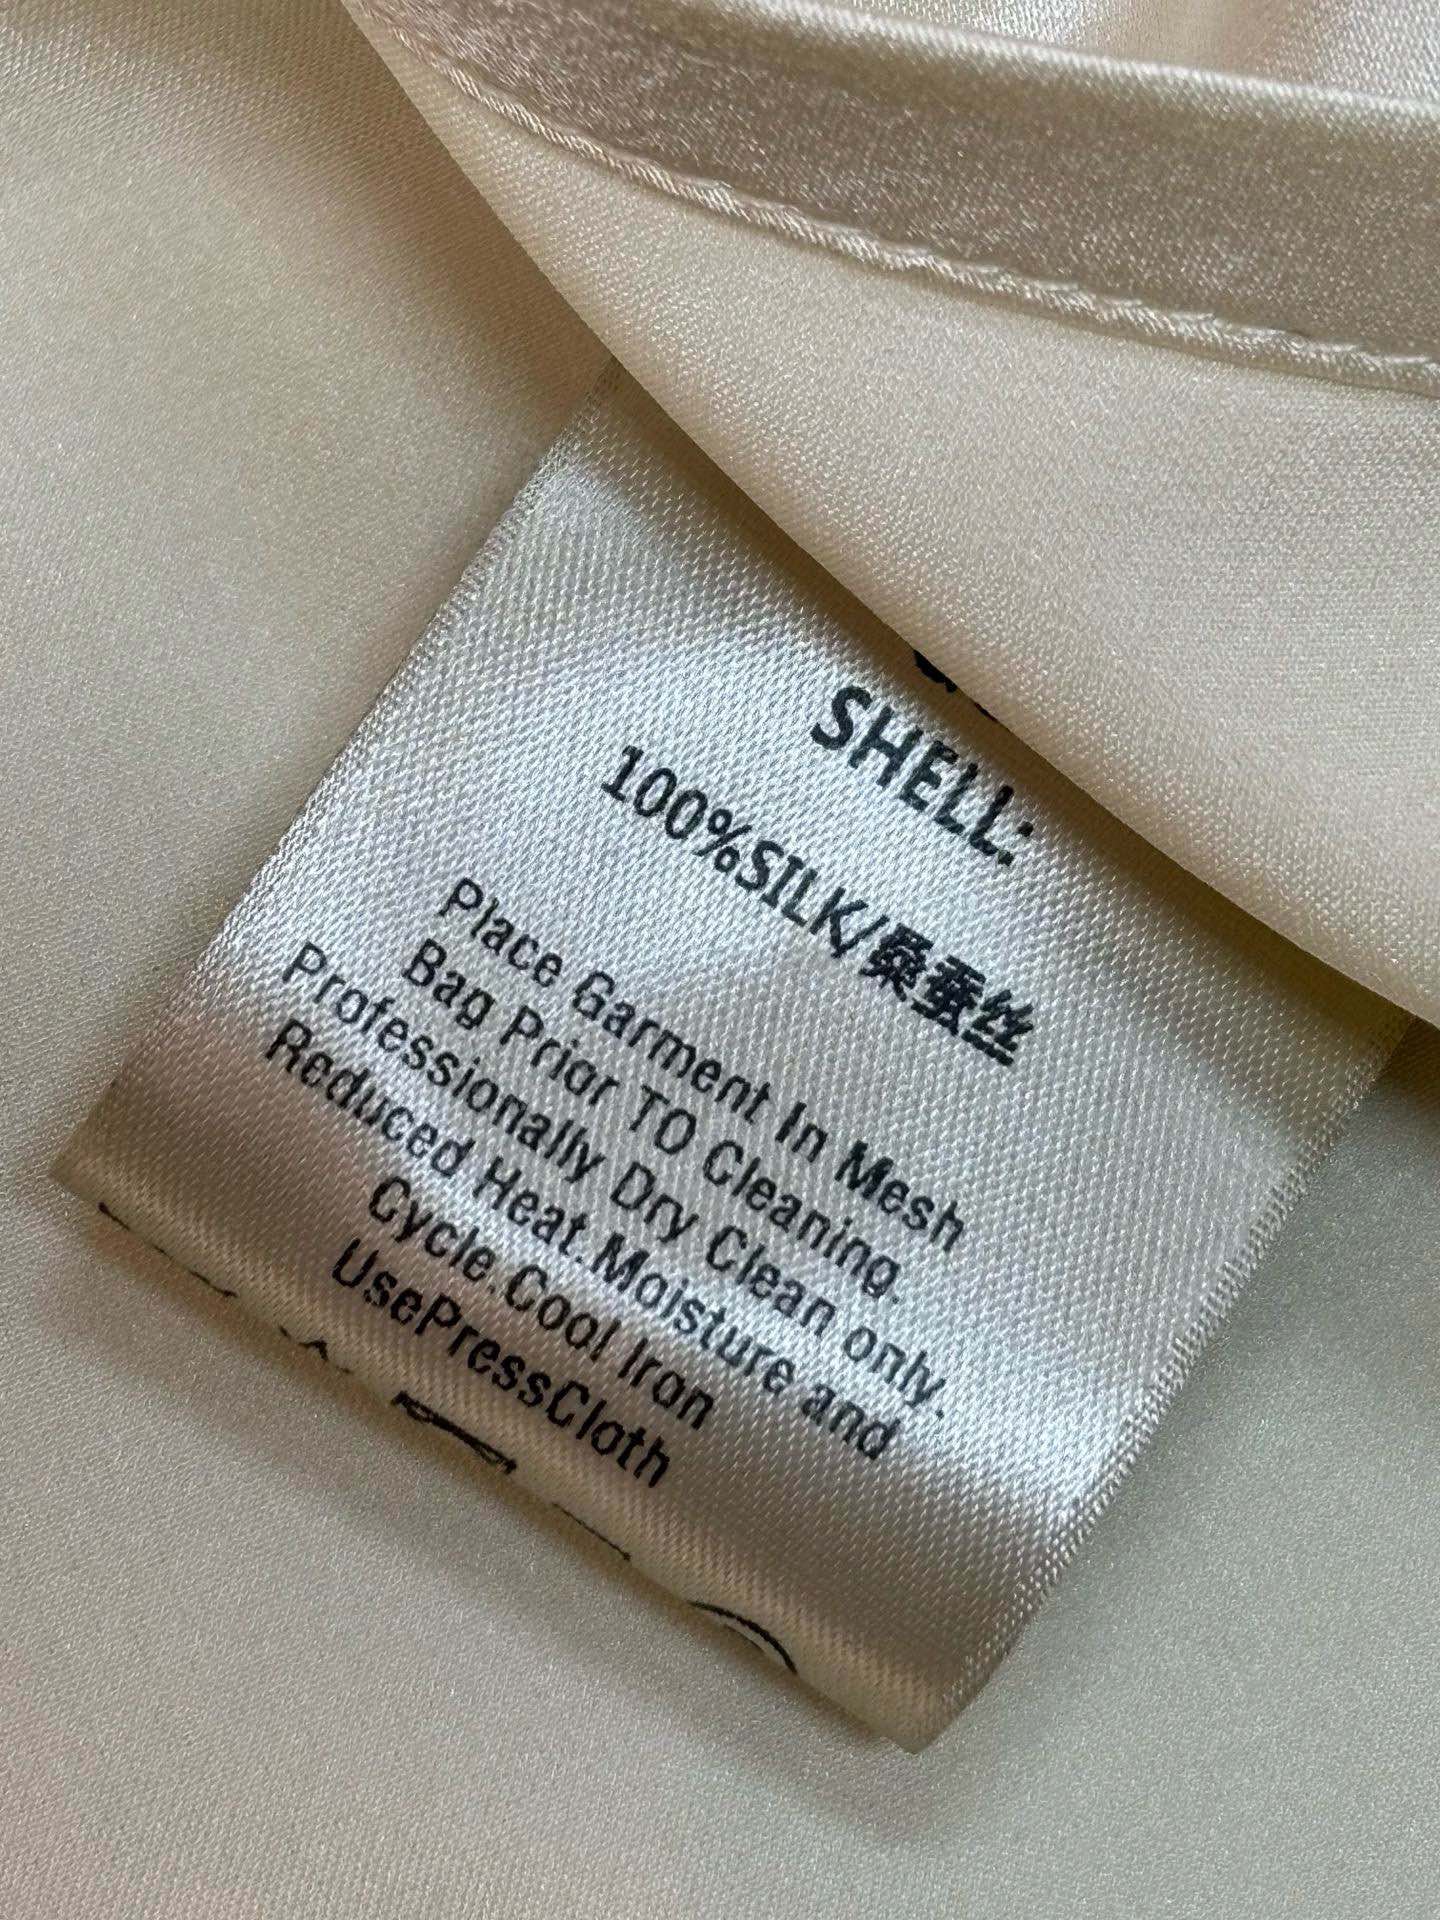 SHELL:
100%SILK/桑蚕丝
Place Garment In Mesh
Bag Prior TO Cleaning.
Professionally Dry Clean only.
Reduced Heat.Moisture and
Cycle.Cool Iron
UsePressCloth